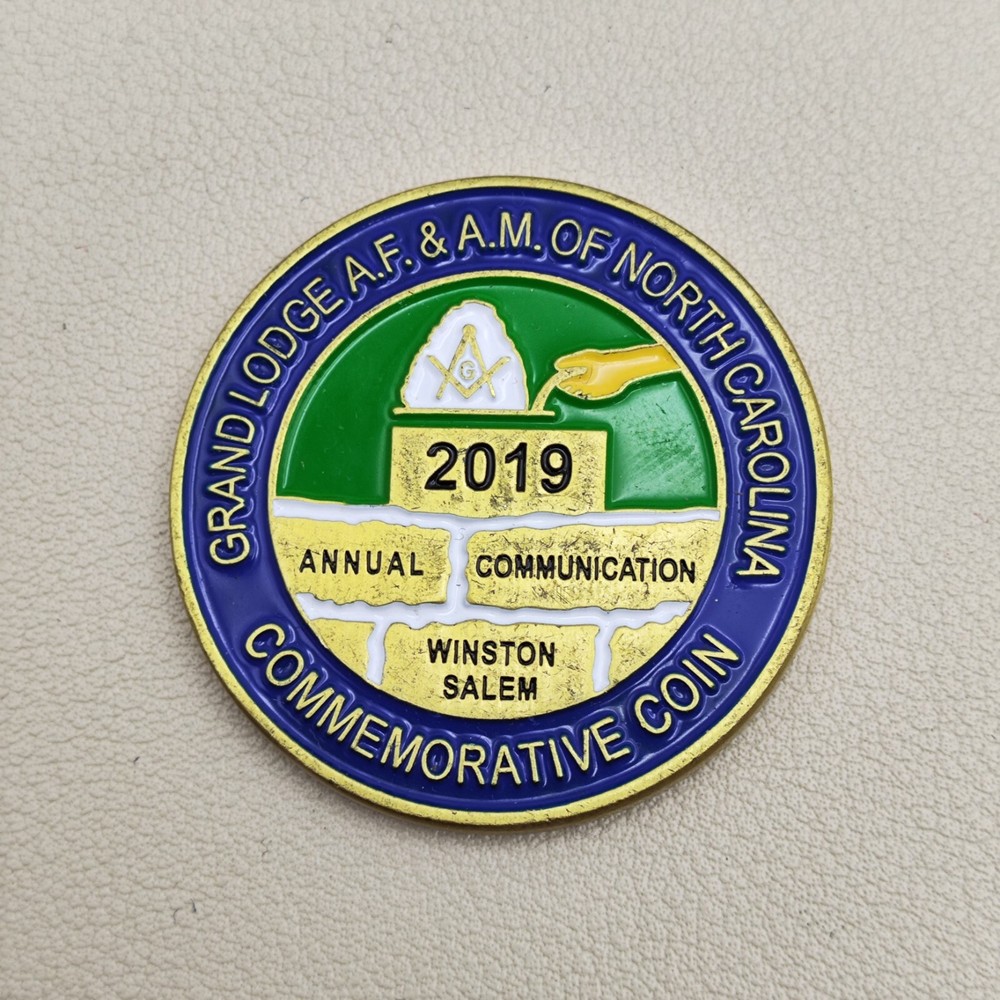 GRAND LODGE A.F. & A.M. OF NORTH CAROLINA
G
2019
ANNUAL COMMUNICATION
WINSTON
SALEM
COMMEMORATIVE COIN